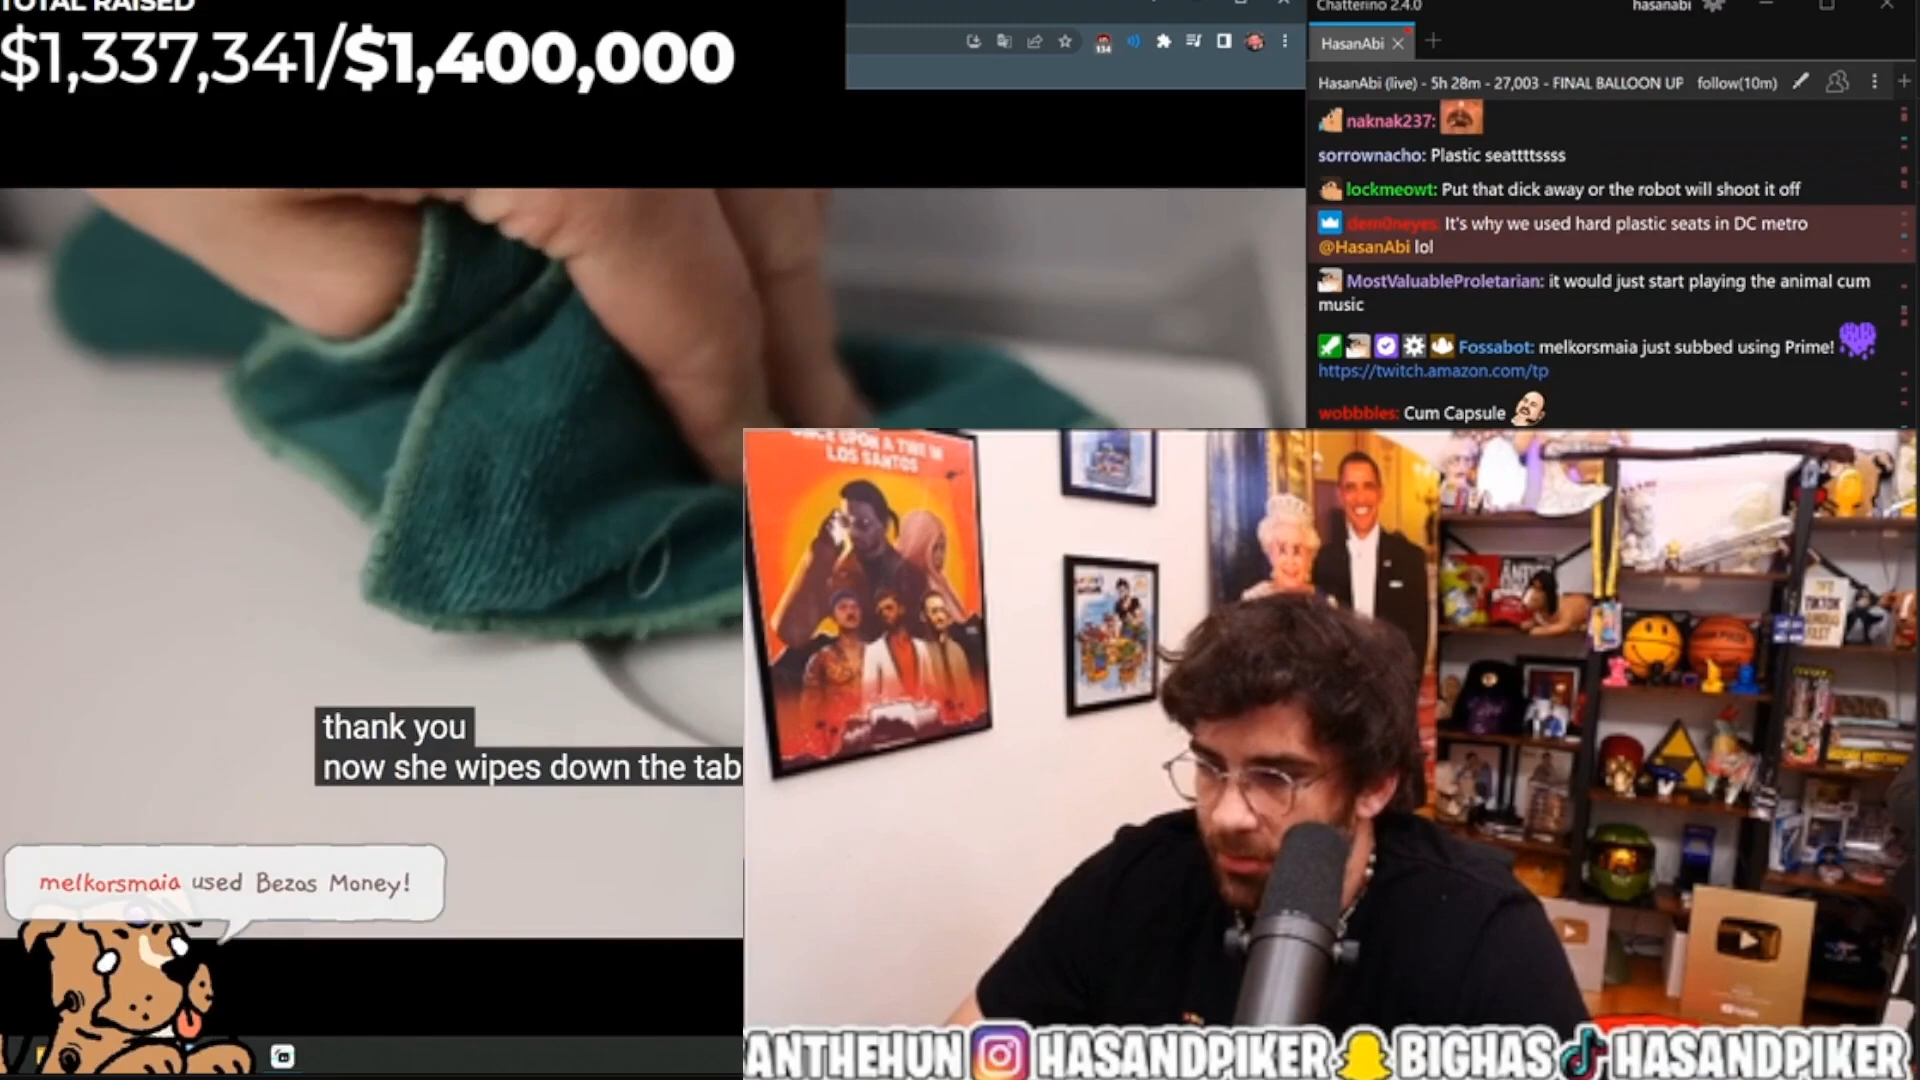 TOTAL RAISED
$1,337,341/$1,400,000
134
Chatterino 2.4.0
hasanabi
HasanAbi
HasanAbi (live) - 5h 28m - 27,003 - FINAL BALLOON UP
follow(10m)
naknak237:
sorrownacho: Plastic seattttssss
lockmeowt: Put that dick away or the robot will shoot it off
dem0neyes: It's why we used hard plastic seats in DC metro
@HasanAbi lol
MostValuableProletarian: it would just start playing the animal cum
music
Fossabot: melkorsmaia just subbed using Prime!
https://twitch.amazon.com/tp
wobbbles: Cum Capsule
ONCE UPON A TIME IN
LOS SANTOS
thank you
now she wipes down the tab
melkorsmaia used Bezos Money!
ANTHEHUN
HASANDPIKER
BIGHAS
HASANDPIKER